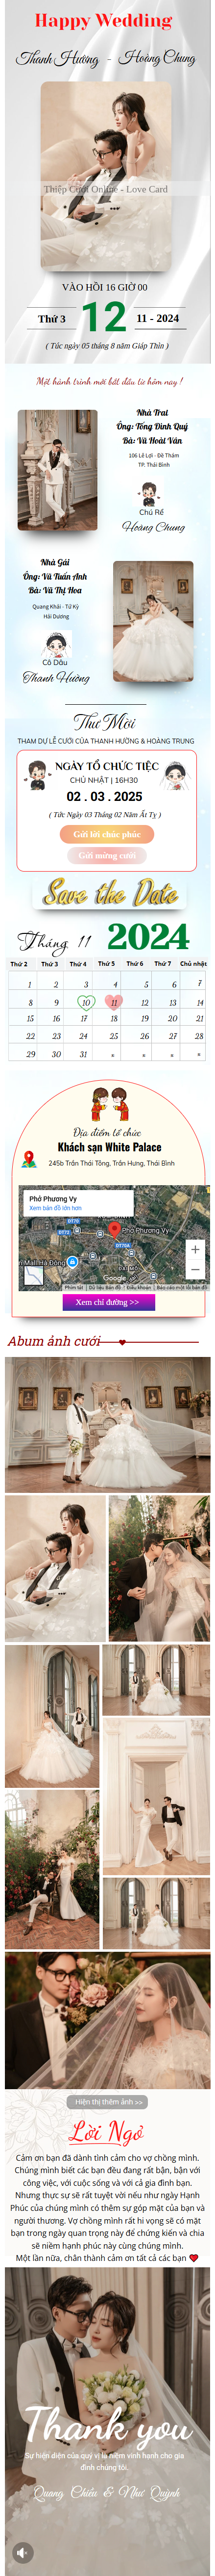 Happy Wedding
Thanh Hường - Hoàng Chung
Thiệp Cưới Online - Love Card
VÀO HỒI 16 GIỜ 00
Thứ 3 12 11 - 2024
( Tức ngày 05 tháng 8 năm Giáp Thìn )
Một hành trình mới bắt đầu từ hôm nay !
Nhà Trai
Ông: Tống Đình Quý
Bà: Vũ Hoài Vân
106 Lê Lợi - Đề Thám
TP. Thái Bình
Chú Rể
Hoàng Chung
Nhà Gái
Ông: Vũ Tuấn Anh
Bà: Vũ Thị Hoa
Quang Khải - Tứ Kỳ
Hải Dương
Cô Dâu
Thanh Hường
Thư Mời
THAM DỰ LỄ CƯỚI CỦA THANH HƯỜNG & HOÀNG TRUNG
NGÀY TỔ CHỨC TIỆC
CHỦ NHẬT | 16H30
02 . 03 . 2025
( Tức Ngày 03 Tháng 02 Năm Ất Tỵ )
Gửi lời chúc phúc
Gửi mừng cưới
Save the Date
Tháng 11 2024
Thứ 2 Thứ 3 Thứ 4 Thứ 5 Thứ 6 Thứ 7 Chủ nhật
1 2 3 4 5 6 7
8 9 10 11 12 13 14
15 16 17 18 19 20 21
22 23 24 25 26 27 28
29 30 31 * * * *
Địa điểm tổ chức
Khách sạn White Palace
245b Trần Thái Tông, Trần Hưng, Thái Bình
Phở Phương Vy
Xem bản đồ lớn hơn
DT70
DT72
Phở Phương Vy
DT70A
Mall Hà Đông
ĐA SỸ
Google
Phím tắt Dữ liệu Bản đồ Điều khoản Báo cáo một lỗi bản đồ
Xem chỉ đường >>
Abum ảnh cưới
Hiện thị thêm ảnh >>
Lời Ngỏ
Cảm ơn bạn đã dành tình cảm cho vợ chồng mình.
Chúng mình biết các bạn đều đang rất bận, bận với
công việc, với cuộc sống và với cả gia đình bạn.
Nhưng thực sự sẽ rất tuyệt vời nếu như ngày Hạnh
Phúc của chúng mình có thêm sự góp mặt của bạn và
người thương. Vợ chồng mình rất hi vọng sẽ có mặt
bạn trong ngày quan trọng này để chứng kiến và chia
sẽ niềm hạnh phúc này cùng chúng mình.
Một lần nữa, chân thành cảm ơn tất cả các bạn ❤
Thank you
Sự hiện diện của quý vị là niềm vinh hạnh cho gia
đình chúng tôi.
Quang Chiều & Như Quỳnh